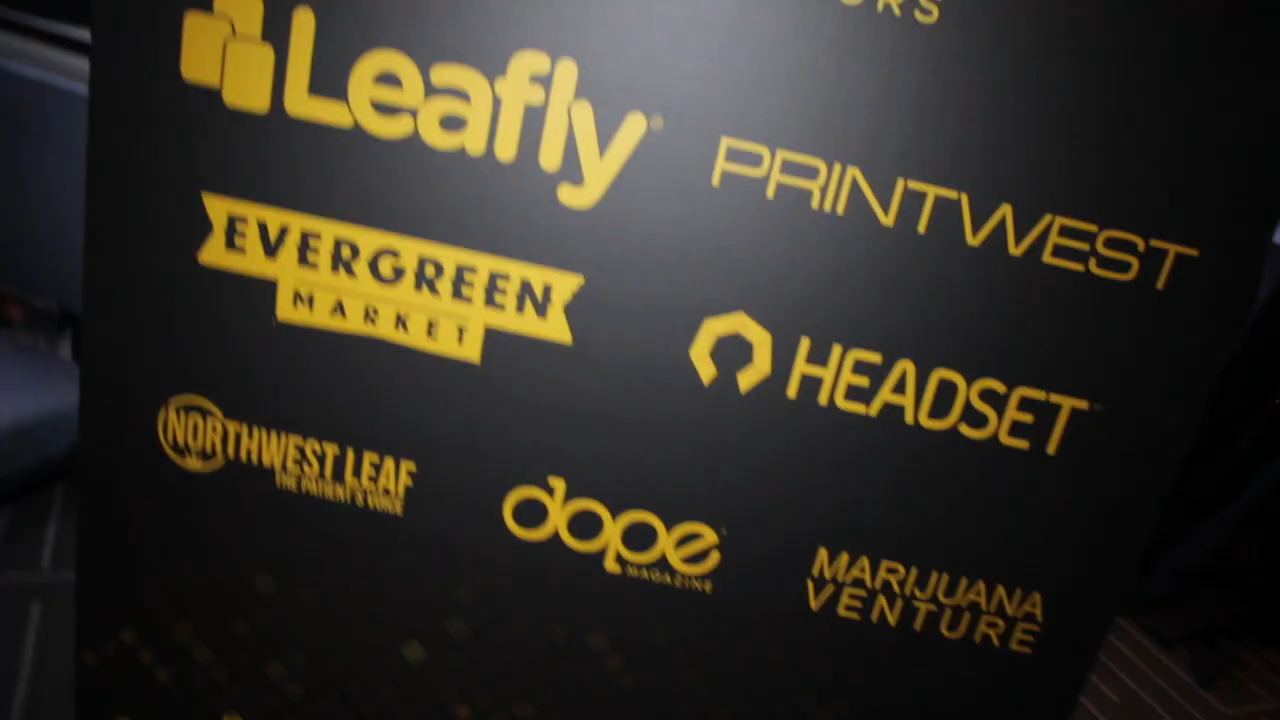 Leafly
PRINTWEST
EVERGREEN
MARKET
HEADSET
NORTHWEST LEAF
THE PATIENT'S VOICE
dope
MAGAZINE
MARIJUANA
VENTURE